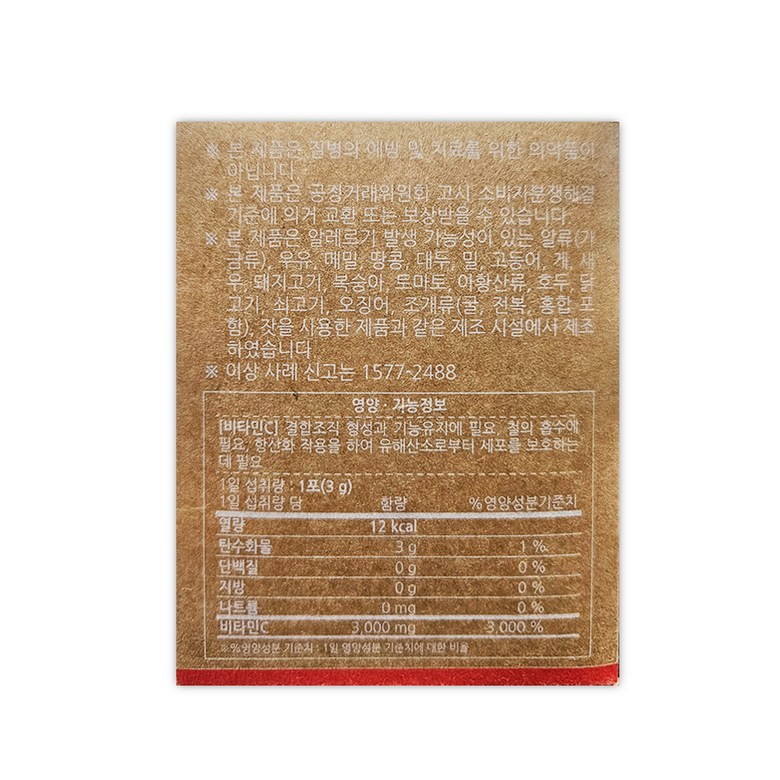 ※ 본 제품은 질병의 예방 및 치료를 위한 의약품이
아닙니다.
※ 본 제품은 공정거래위원회 고시 소비자분쟁해결
기준에 의거 교환 또는 보상받을 수 있습니다.
※ 본 제품은 알레르기 발생 가능성이 있는 알류(가
금류), 우유, 메밀, 땅콩, 대두, 밀, 고등어, 게, 새
우, 돼지고기, 복숭아, 토마토, 아황산류, 호두, 닭
고기, 쇠고기, 오징어, 조개류(굴, 전복, 홍합 포
함), 잣을 사용한 제품과 같은 제조 시설에서 제조
하였습니다.
※ 이상 사례 신고는 1577-2488
영양·기능정보
[비타민C] 결합조직 형성과 기능유지에 필요, 철의 흡수에
필요, 항산화 작용을 하여 유해산소로부터 세포를 보호하는
데 필요
1일 섭취량 : 1포(3 g)
1일 섭취량 당 함량 %영양성분기준치
열량 12 kcal
탄수화물 3 g 1 %
단백질 0 g 0 %
지방 0 g 0 %
나트륨 0 mg 0 %
비타민C 3,000 mg 3,000 %
※%영양성분 기준치 : 1일 영양성분 기준치에 대한 비율